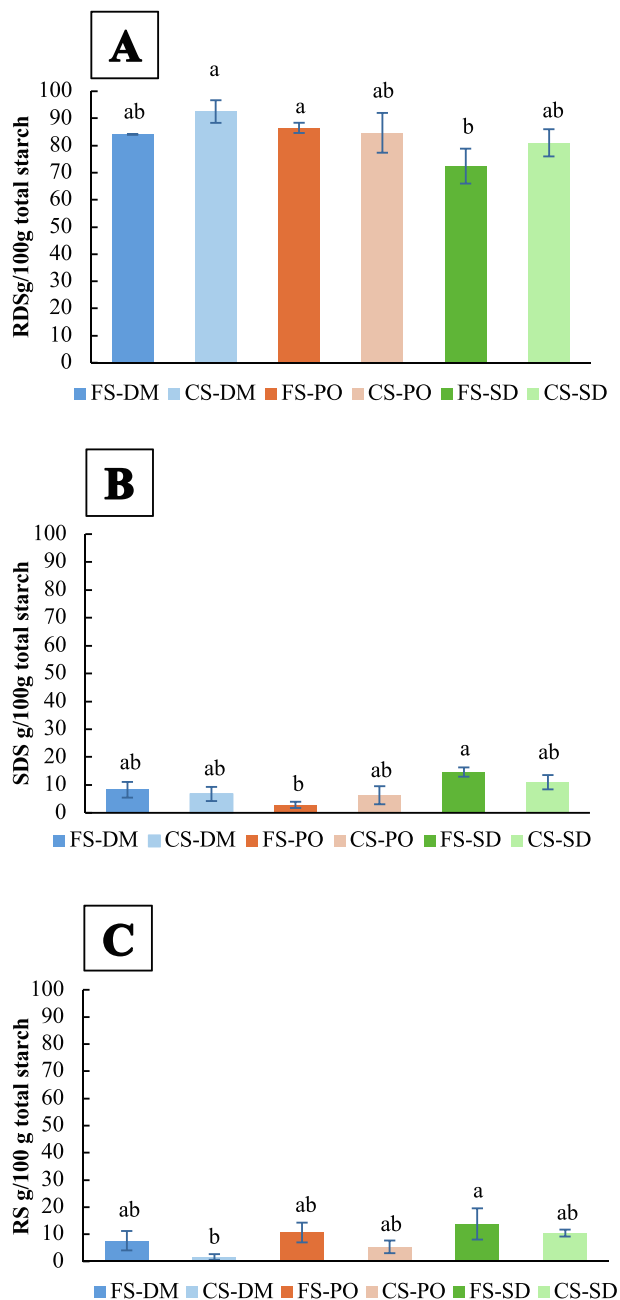 A
RDSg/100g total starch
100
90
80
70
60
50
40
30
20
10
0
ab
a
a
ab
b
ab
FS-DM CS-DM FS-PO CS-PO FS-SD CS-SD
B
SDS g/100g total starch
100
90
80
70
60
50
40
30
20
10
0
ab
ab
b
ab
a
ab
FS-DM CS-DM FS-PO CS-PO FS-SD CS-SD
C
RS g/100 g total starch
100
90
80
70
60
50
40
30
20
10
0
ab
b
ab
ab
a
ab
FS-DM CS-DM FS-PO CS-PO FS-SD CS-SD